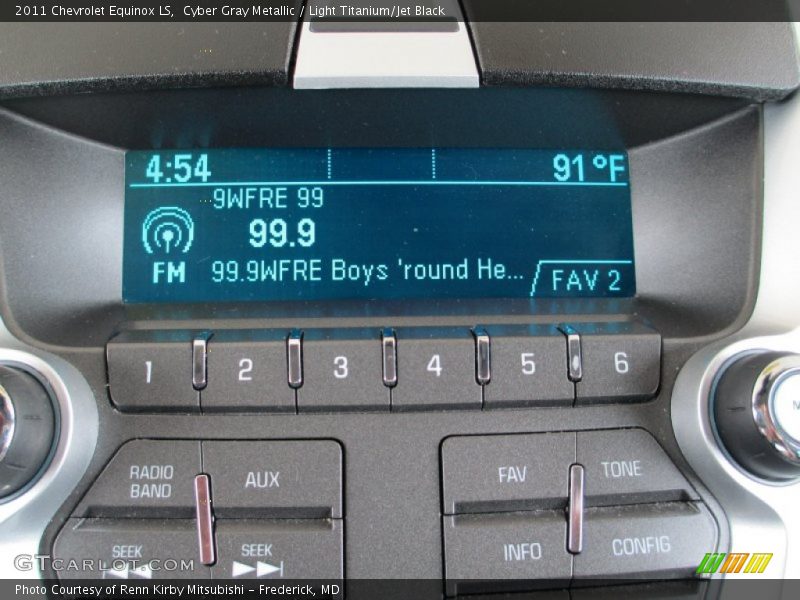 2011 Chevrolet Equinox LS, Cyber Gray Metallic / Light Titanium/Jet Black
4:54
91°F
9WFRE 99
99.9
FM
99.9WFRE Boys 'round He...
FAV 2
1 2 3 4 5 6
RADIO BAND
AUX
FAV
TONE
SEEK
SEEK
INFO
CONFIG
GTCARLOT.COM
Photo Courtesy of Renn Kirby Mitsubishi - Frederick, MD